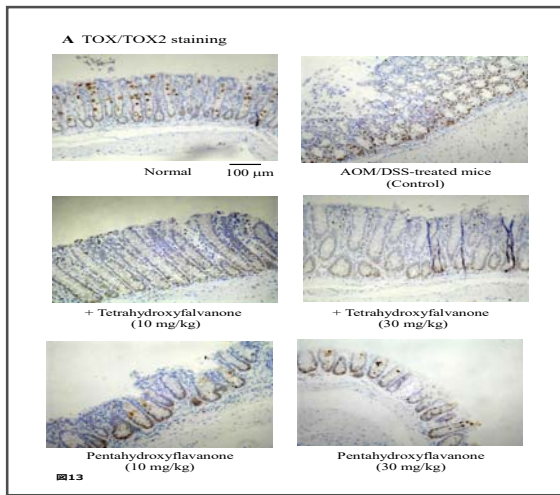 A TOX/TOX2 staining
Normal
100 µm
AOM/DSS-treated mice
(Control)
+ Tetrahydroxyfalvanone
(10 mg/kg)
+ Tetrahydroxyfalvanone
(30 mg/kg)
Pentahydroxyflavanone
(10 mg/kg)
Pentahydroxyflavanone
(30 mg/kg)
図13